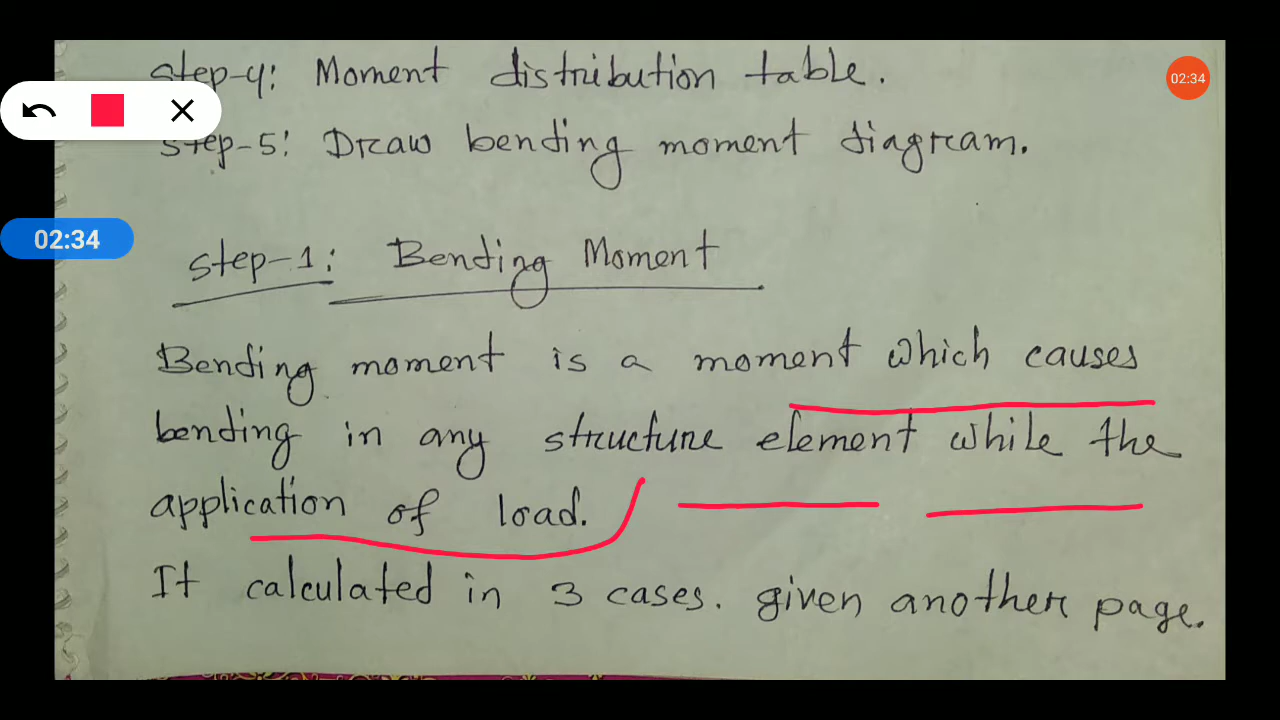 Step-4: Moment distribution table.
02:34
Step-5: Draw bending moment diagram.
02:34
Step-1: Bending Moment
Bending moment is a moment which causes
bending in any structure element while the
application of load.
It calculated in 3 cases. given another page.